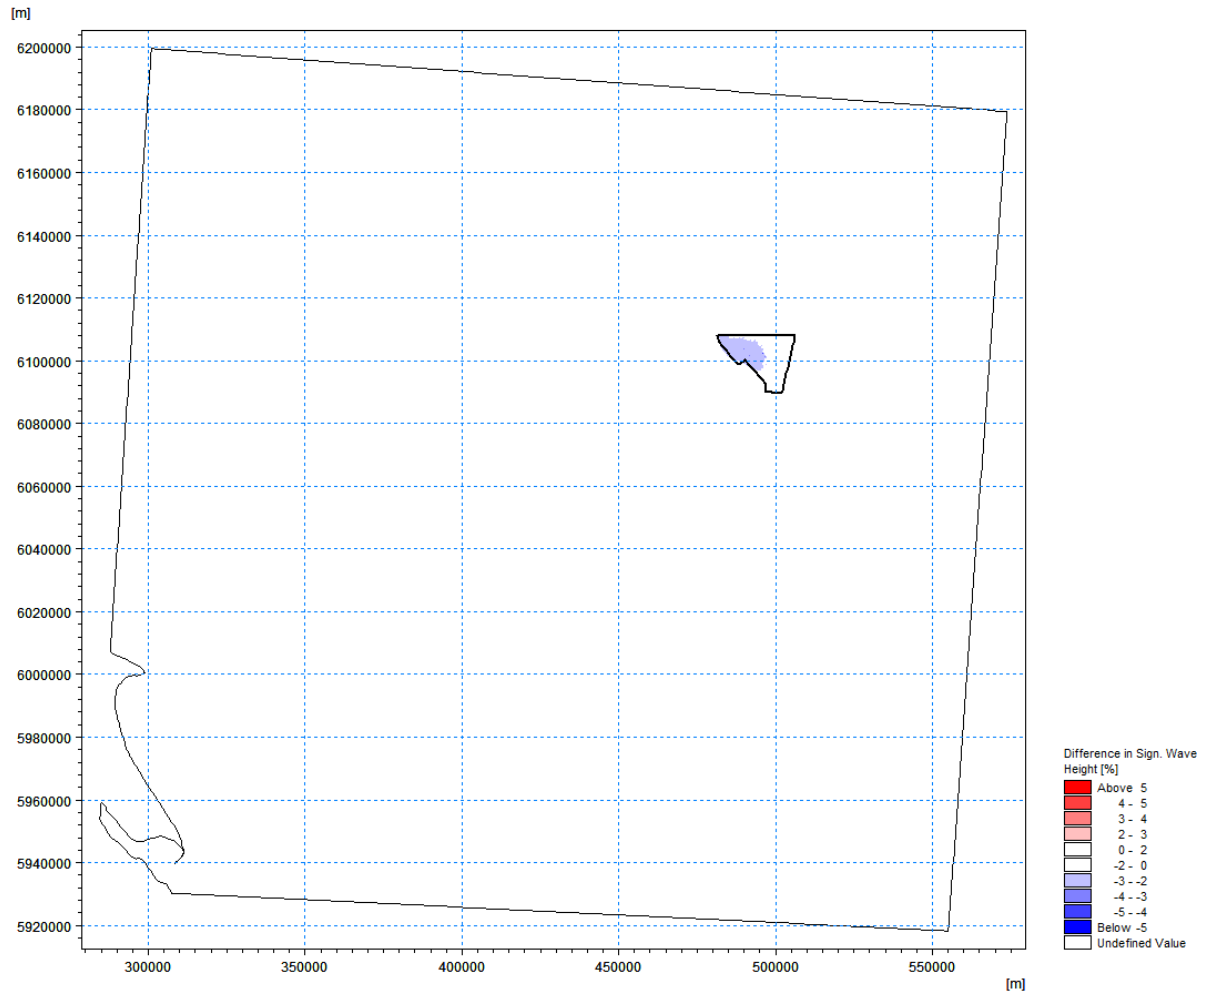 [m]
6200000
6180000
6160000
6140000
6120000
6100000
6080000
6060000
6040000
6020000
6000000
5980000
5960000
5940000
5920000
300000 350000 400000 450000 500000 550000
[m]
Difference in Sign. Wave
Height [%]
Above 5
4 - 5
3 - 4
2 - 3
0 - 2
-2 - 0
-3 - -2
-4 - -3
-5 - -4
Below -5
Undefined Value